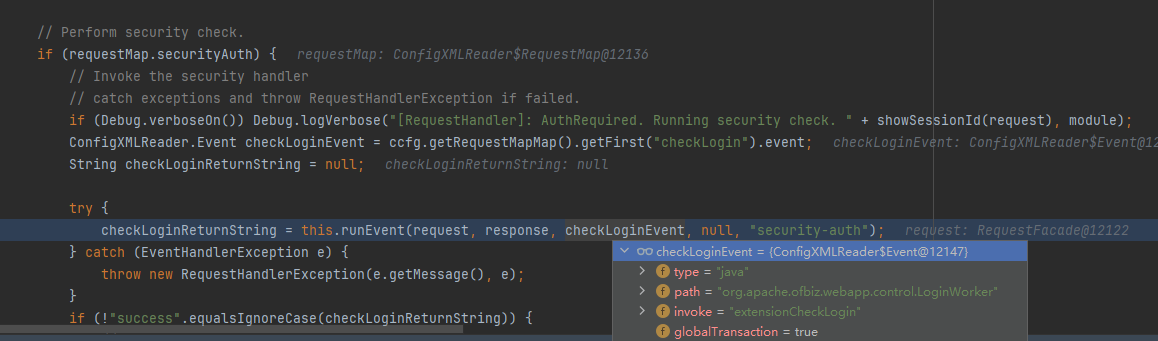 // Perform security check.
if (requestMap.securityAuth) { requestMap: ConfigXMLReader$RequestMap@12136
// Invoke the security handler
// catch exceptions and throw RequestHandlerException if failed.
if (Debug.verboseOn()) Debug.logVerbose("[RequestHandler]: AuthRequired. Running security check. " + showSessionId(request), module);
ConfigXMLReader.Event checkLoginEvent = ccfg.getRequestMapMap().getFirst("checkLogin").event; checkLoginEvent: ConfigXMLReader$Event@12
String checkLoginReturnString = null; checkLoginReturnString: null
try {
checkLoginReturnString = this.runEvent(request, response, checkLoginEvent, null, "security-auth"); request: RequestFacade@12122
} catch (EventHandlerException e) {
checkLoginEvent = {ConfigXMLReader$Event@12147}
throw new RequestHandlerException(e.getMessage(), e);
f type = "java"
}
f path = "org.apache.ofbiz.webapp.control.LoginWorker"
if (!"success".equalsIgnoreCase(checkLoginReturnString)) {
f invoke = "extensionCheckLogin"
f globalTransaction = true